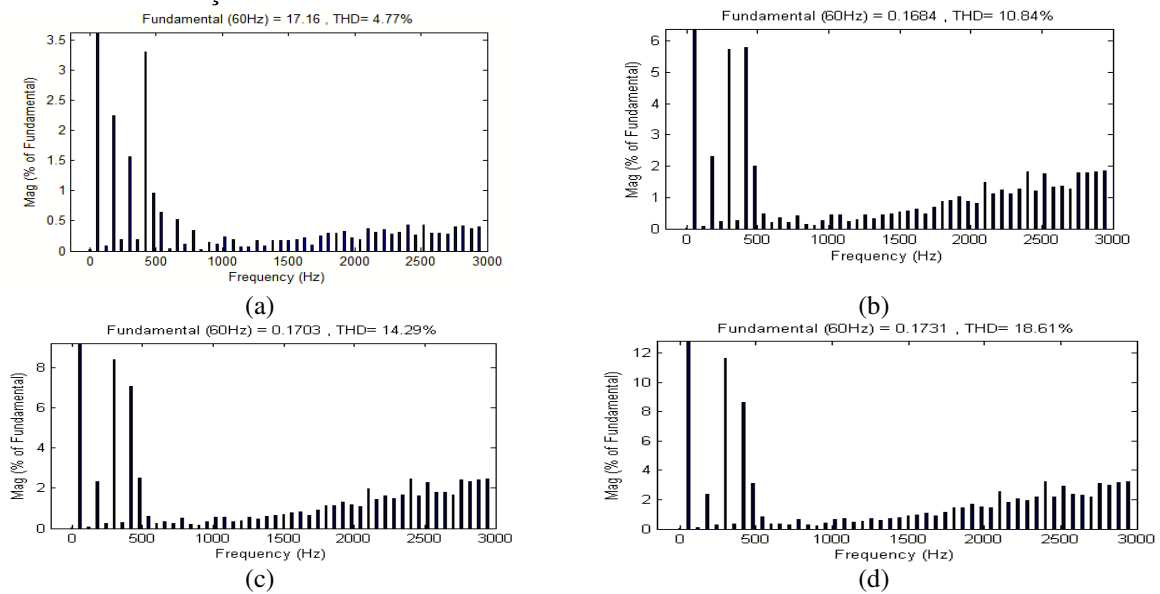 Fundamental (60Hz) = 17.16 , THD= 4.77%
3.5
3
2.5
2
1.5
1
0.5
0
Mag (% of Fundamental)
0 500 1000 1500 2000 2500 3000
Frequency (Hz)
(a)
Fundamental (60Hz) = 0.1684 , THD= 10.84%
6
5
4
3
2
1
0
Mag (% of Fundamental)
0 500 1000 1500 2000 2500 3000
Frequency (Hz)
(b)
Fundamental (60Hz) = 0.1703 , THD= 14.29%
8
6
4
2
0
Mag (% of Fundamental)
0 500 1000 1500 2000 2500 3000
Frequency (Hz)
(c)
Fundamental (60Hz) = 0.1731 , THD= 18.61%
12
10
8
6
4
2
0
Mag (% of Fundamental)
0 500 1000 1500 2000 2500 3000
Frequency (Hz)
(d)